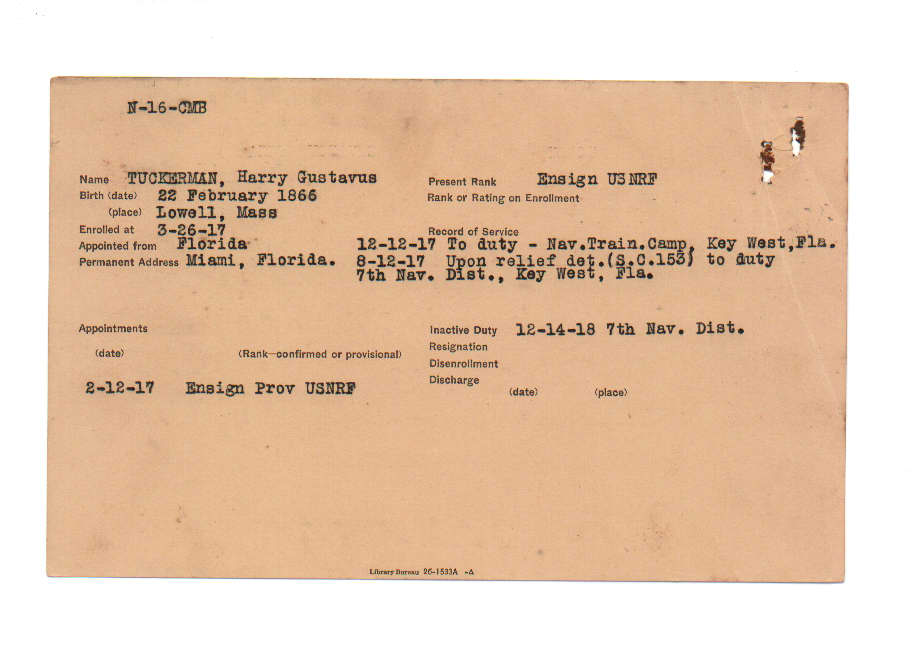 N-16-CMB
Name TUCKERMAN, Harry Gustavus Present Rank Ensign USNRF
Birth (date) 22 February 1866 Rank or Rating on Enrollment
(place) Lowell, Mass
Enrolled at 3-26-17 Record of Service
Appointed from Florida 12-12-17 To duty - Nav.Train.Camp, Key West,Fla.
Permanent Address Miami, Florida. 8-12-17 Upon relief det.(S.C.153) to duty
7th Nav. Dist., Key West, Fla.
Appointments Inactive Duty 12-14-18 7th Nav. Dist.
Resignation
(date) (Rank—confirmed or provisional)
Disenrollment
Discharge
2-12-17 Ensign Prov USNRF
(date) (place)
Library Bureau 26-1533A -A